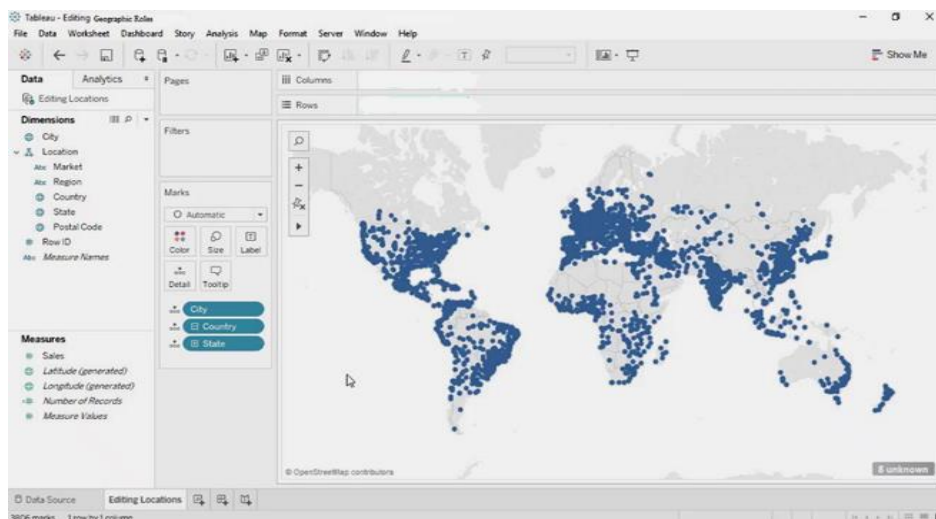 Tableau - Editing Geographic Roles
File Data Worksheet Dashboard Story Analysis Map Format Server Window Help
Show Me
Data Analytics
Editing Locations
Dimensions
City
Location
Abc Market
Abc Region
Country
State
Postal Code
Row ID
Abc Measure Names
Measures
Sales
Latitude (generated)
Longitude (generated)
Number of Records
Measure Values
Pages
Filters
Marks
Automatic
Color Size Label
Detail Tooltip
City
Country
State
Columns
Rows
© OpenStreetMap contributors
8 unknown
Data Source Editing Locations
3806 marks 1 row by 1 column